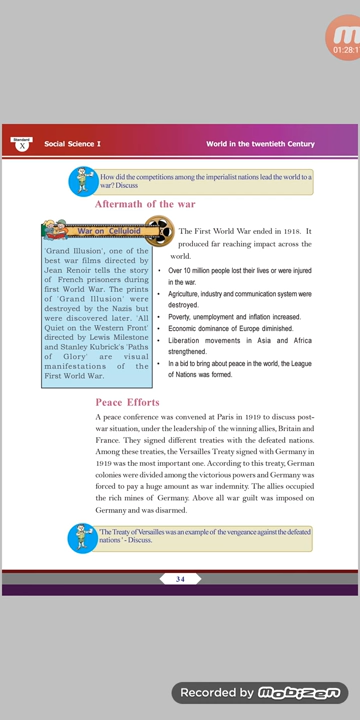 M
01:28:1
Standard
X
Social Science I
World in the twentieth Century
How did the competitions among the imperialist nations lead the world to a
war? Discuss
Aftermath of the war
War on Celluloid
'Grand Illusion', one of the
best war films directed by
Jean Renoir tells the story
of French prisoners during
first World War. The prints
of 'Grand Illusion' were
destroyed by the Nazis but
were discovered later. 'All
Quiet on the Western Front'
directed by Lewis Milestone
and Stanley Kubrick's 'Paths
of Glory' are visual
manifestations of the
First World War.
The First World War ended in 1918. It
produced far reaching impact across the
world.
• Over 10 million people lost their lives or were injured
in the war.
• Agriculture, industry and communication system were
destroyed.
• Poverty, unemployment and inflation increased.
• Economic dominance of Europe diminished.
• Liberation movements in Asia and Africa
strengthened.
• In a bid to bring about peace in the world, the League
of Nations was formed.
Peace Efforts
A peace conference was convened at Paris in 1919 to discuss post-
war situation, under the leadership of the winning allies, Britain and
France. They signed different treaties with the defeated nations.
Among these treaties, the Versailles Treaty signed with Germany in
1919 was the most important one. According to this treaty, German
colonies were divided among the victorious powers and Germany was
forced to pay a huge amount as war indemnity. The allies occupied
the rich mines of Germany. Above all war guilt was imposed on
Germany and was disarmed.
'The Treaty of Versailles was an example of the vengeance against the defeated
nations ' - Discuss.
34
Recorded by mobizen